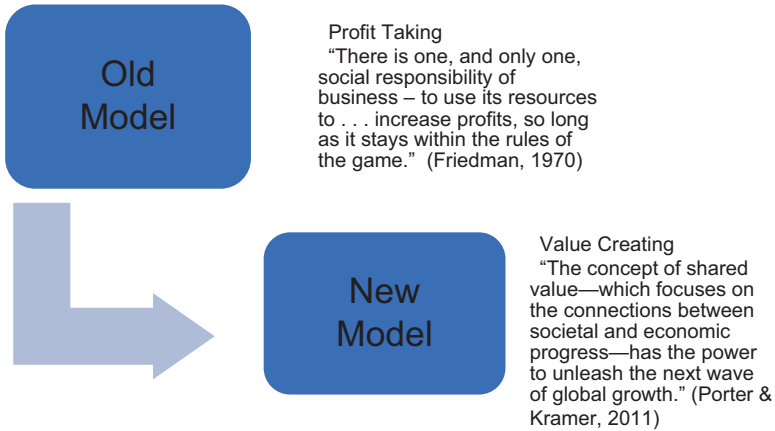 Old
Model
Profit Taking
“There is one, and only one,
social responsibility of
business – to use its resources
to . . . increase profits, so long
as it stays within the rules of
the game.” (Friedman, 1970)
New
Model
Value Creating
“The concept of shared
value—which focuses on
the connections between
societal and economic
progress—has the power
to unleash the next wave
of global growth.” (Porter &
Kramer, 2011)